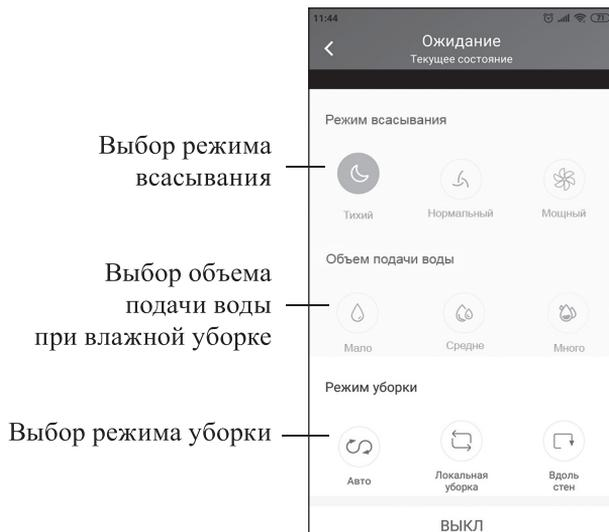 11:44
71
Ожидание
Текущее состояние
Режим всасывания
Выбор режима
всасывания
Тихий Нормальный Мощный
Объем подачи воды
Выбор объема
подачи воды
при влажной уборке
Мало Средне Много
Режим уборки
Выбор режима уборки
Авто Локальная уборка Вдоль стен
ВЫКЛ